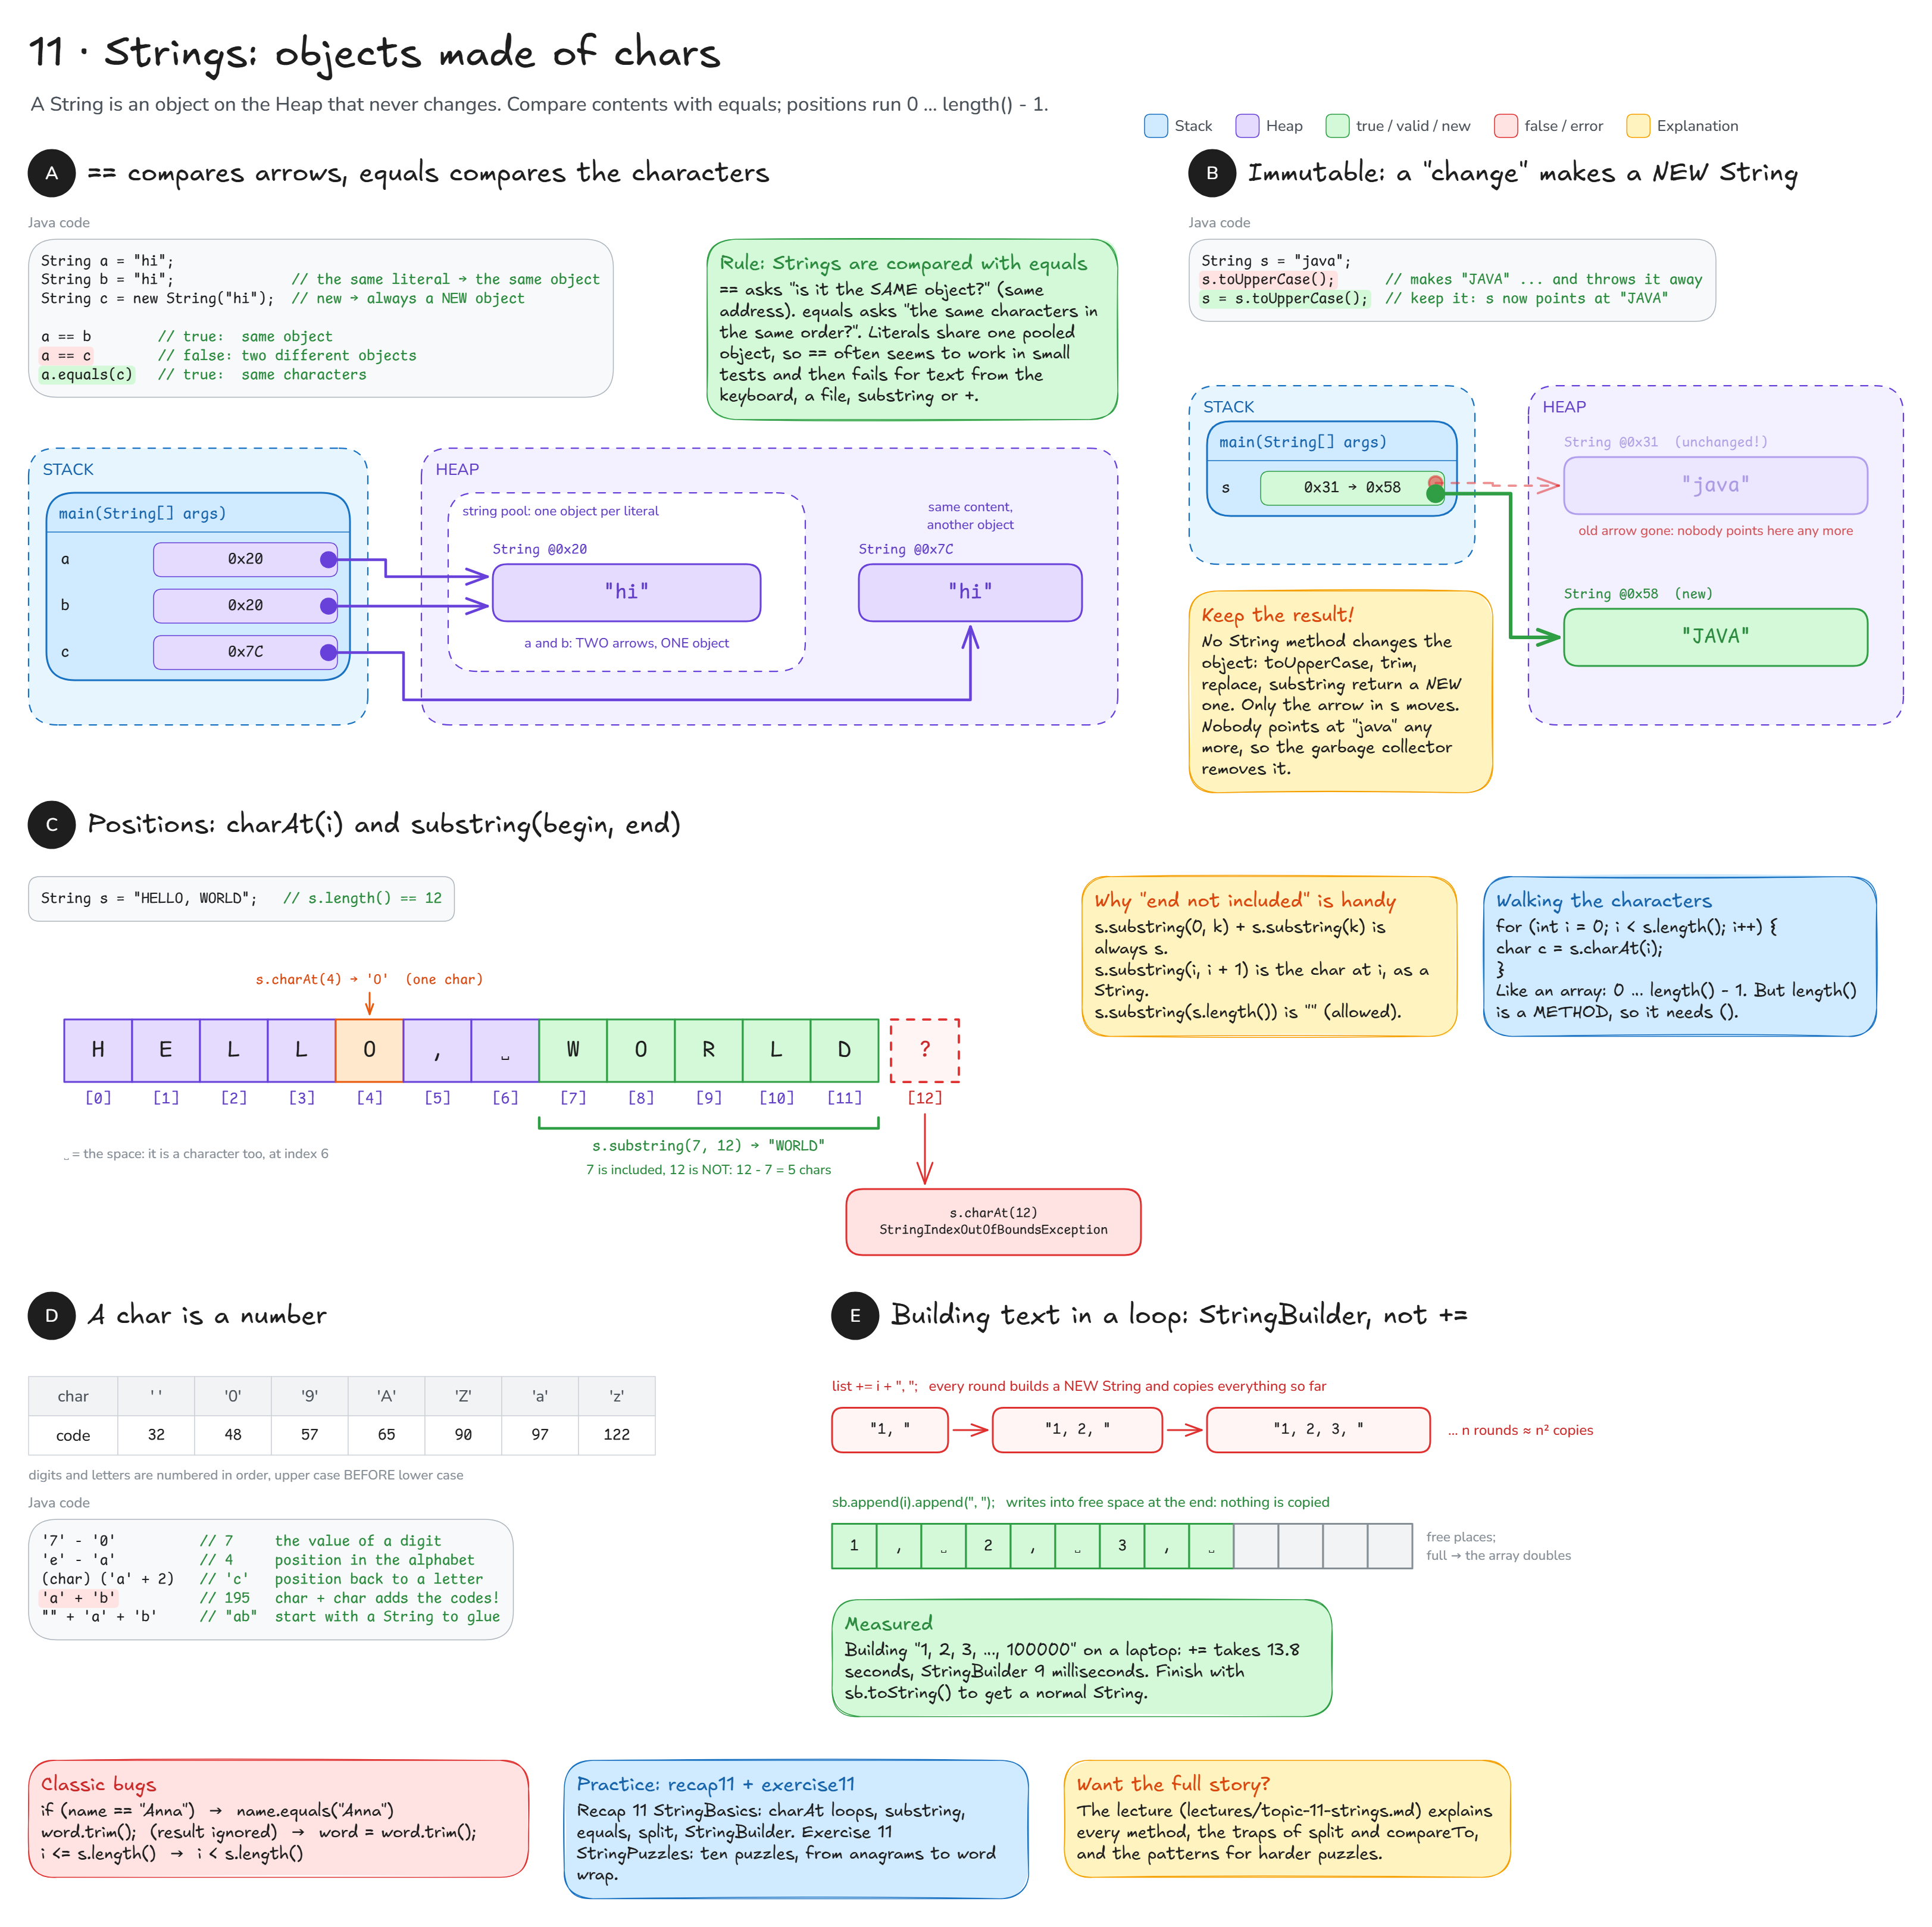 11 · Strings: objects made of chars
A String is an object on the Heap that never changes. Compare contents with equals; positions run 0 ... length() - 1.
Stack
Heap
true / valid / new
false / error
Explanation
A
== compares arrows, equals compares the characters
Java code
String a = "hi";
String b = "hi"; // the same literal → the same object
String c = new String("hi"); // new → always a NEW object
a == b // true: same object
a == c // false: two different objects
a.equals(c) // true: same characters
Rule: Strings are compared with equals
== asks "is it the SAME object?" (same
address). equals asks "the same characters in
the same order?". Literals share one pooled
object, so == often seems to work in small
tests and then fails for text from the
keyboard, a file, substring or +.
STACK
main(String[] args)
a
0x20
b
0x20
c
0x7C
HEAP
string pool: one object per literal
String @0x20
"hi"
a and b: TWO arrows, ONE object
same content,
another object
String @0x7C
"hi"
B
Immutable: a "change" makes a NEW String
Java code
String s = "java";
s.toUpperCase(); // makes "JAVA" ... and throws it away
s = s.toUpperCase(); // keep it: s now points at "JAVA"
STACK
main(String[] args)
s
0x31 → 0x58
HEAP
String @0x31 (unchanged!)
"java"
old arrow gone: nobody points here any more
String @0x58 (new)
"JAVA"
Keep the result!
No String method changes the
object: toUpperCase, trim,
replace, substring return a NEW
one. Only the arrow in s moves.
Nobody points at "java" any
more, so the garbage collector
removes it.
C
Positions: charAt(i) and substring(begin, end)
String s = "HELLO, WORLD"; // s.length() == 12
s.charAt(4) → 'O' (one char)
H E L L O , ␣ W O R L D ?
[0] [1] [2] [3] [4] [5] [6] [7] [8] [9] [10] [11] [12]
␣ = the space: it is a character too, at index 6
s.substring(7, 12) → "WORLD"
7 is included, 12 is NOT: 12 - 7 = 5 chars
s.charAt(12)
StringIndexOutOfBoundsException
Why "end not included" is handy
s.substring(0, k) + s.substring(k) is
always s.
s.substring(i, i + 1) is the char at i, as a
String.
s.substring(s.length()) is "" (allowed).
Walking the characters
for (int i = 0; i < s.length(); i++) {
char c = s.charAt(i);
}
Like an array: 0 ... length() - 1. But length()
is a METHOD, so it needs ().
D
A char is a number
char ' ' '0' '9' 'A' 'Z' 'a' 'z'
code 32 48 57 65 90 97 122
digits and letters are numbered in order, upper case BEFORE lower case
Java code
'7' - '0' // 7 the value of a digit
'e' - 'a' // 4 position in the alphabet
(char) ('a' + 2) // 'c' position back to a letter
'a' + 'b' // 195 char + char adds the codes!
"" + 'a' + 'b' // "ab" start with a String to glue
E
Building text in a loop: StringBuilder, not +=
list += i + ", "; every round builds a NEW String and copies everything so far
"1, "
"1, 2, "
"1, 2, 3, "
... n rounds ≈ n² copies
sb.append(i).append(", "); writes into free space at the end: nothing is copied
1 , ␣ 2 , ␣ 3 , ␣
free places;
full → the array doubles
Measured
Building "1, 2, 3, ..., 100000" on a laptop: += takes 13.8
seconds, StringBuilder 9 milliseconds. Finish with
sb.toString() to get a normal String.
Classic bugs
if (name == "Anna") → name.equals("Anna")
word.trim(); (result ignored) → word = word.trim();
i <= s.length() → i < s.length()
Practice: recap11 + exercise11
Recap 11 StringBasics: charAt loops, substring,
equals, split, StringBuilder. Exercise 11
StringPuzzles: ten puzzles, from anagrams to word
wrap.
Want the full story?
The lecture (lectures/topic-11-strings.md) explains
every method, the traps of split and compareTo,
and the patterns for harder puzzles.